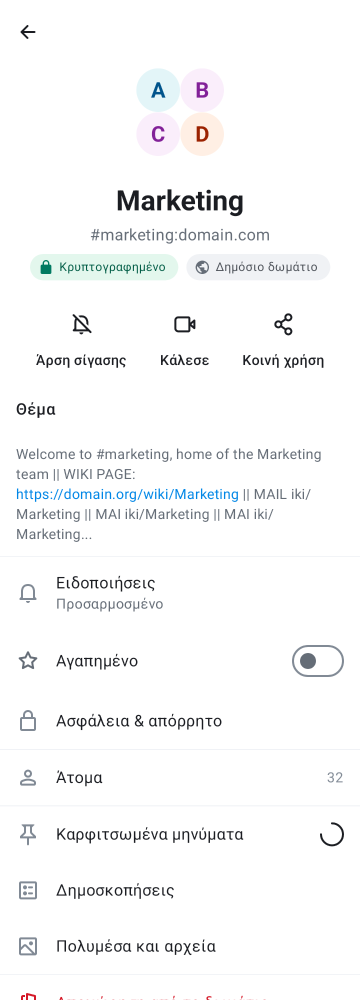 A
B
C
D
Marketing
#marketing:domain.com
Κρυπτογραφημένο
Δημόσιο δωμάτιο
Άρση σίγασης
Κάλεσε
Κοινή χρήση
Θέμα
Welcome to #marketing, home of the Marketing
team || WIKI PAGE:
https://domain.org/wiki/Marketing || MAIL iki/
Marketing || MAI iki/Marketing || MAI iki/
Marketing...
Ειδοποιήσεις
Προσαρμοσμένο
Αγαπημένο
Ασφάλεια & απόρρητο
Άτομα
32
Καρφιτσωμένα μηνύματα
Δημοσκοπήσεις
Πολυμέσα και αρχεία